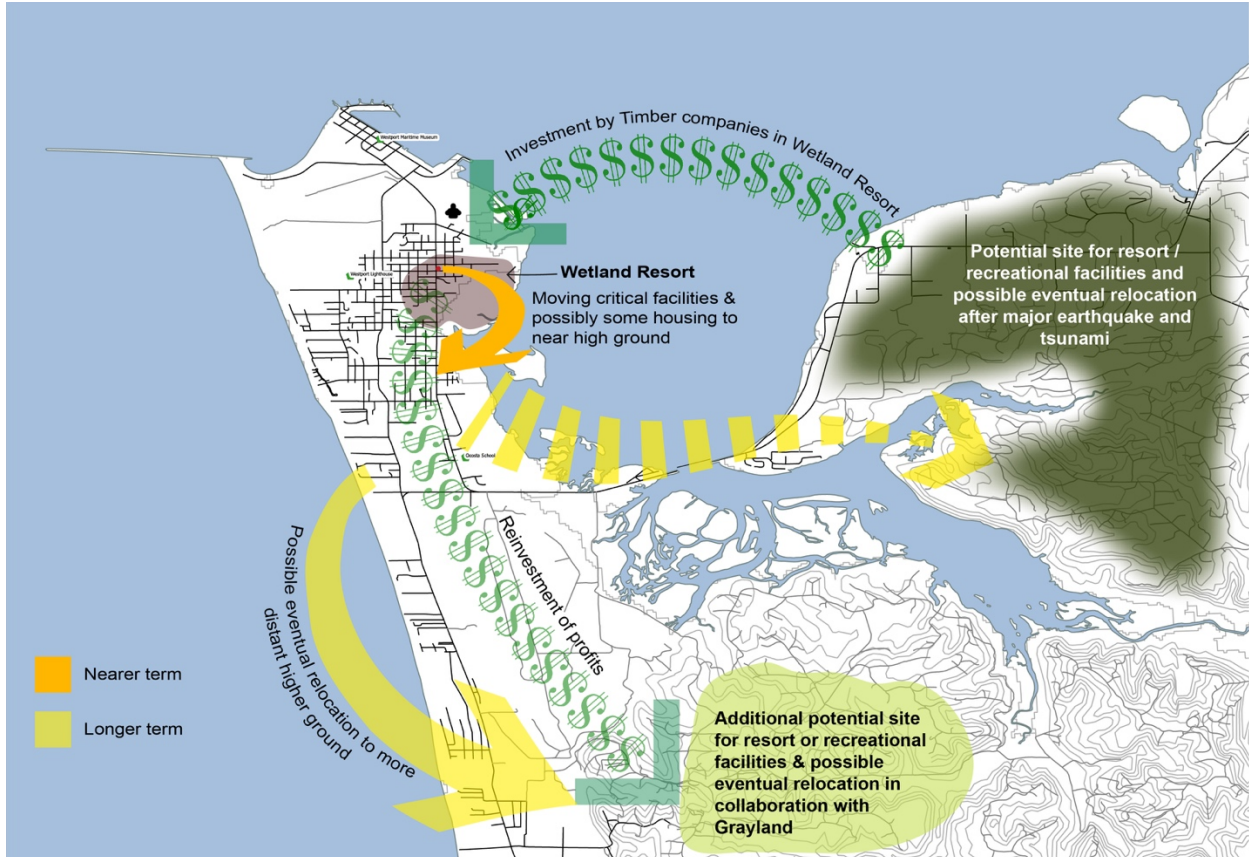 Westport Maritime Museum
Investment by Timber companies in Wetland Resort
$$$$$$$$$$$$$$$$
Westport Lighthouse
Wetland Resort
Moving critical facilities &
possibly some housing to
near high ground
Potential site for resort /
recreational facilities and
possible eventual relocation
after major earthquake and
tsunami
Ocosta School
Reinvestment of profits
Possible eventual relocation to more
distant higher ground
Nearer term
Longer term
Additional potential site
for resort or recreational
facilities & possible
eventual relocation in
collaboration with
Grayland